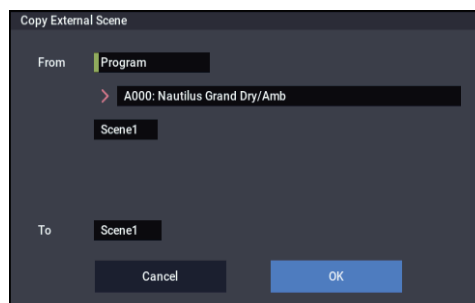 Copy External Scene
From Program
A000: Nautilus Grand Dry/Amb
Scene1
To Scene1
Cancel OK